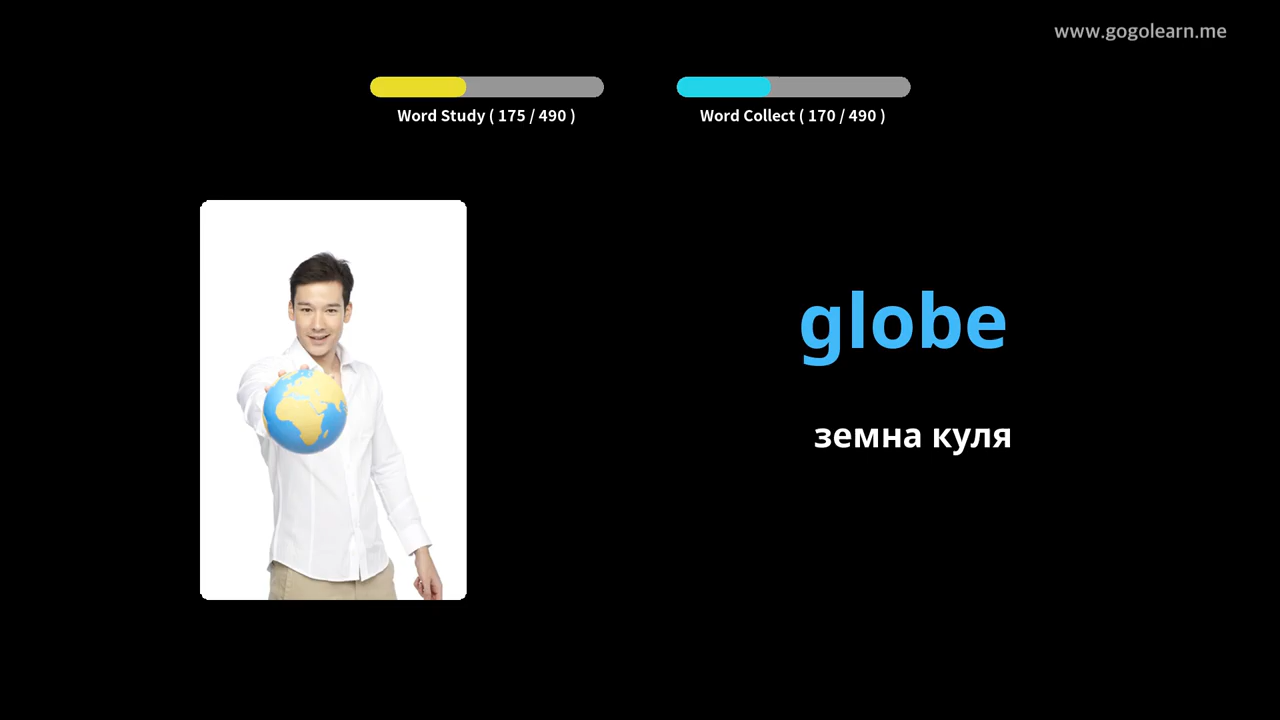 www.gogolearn.me
Word Study ( 175 / 490 )
Word Collect ( 170 / 490 )
globe
земна куля